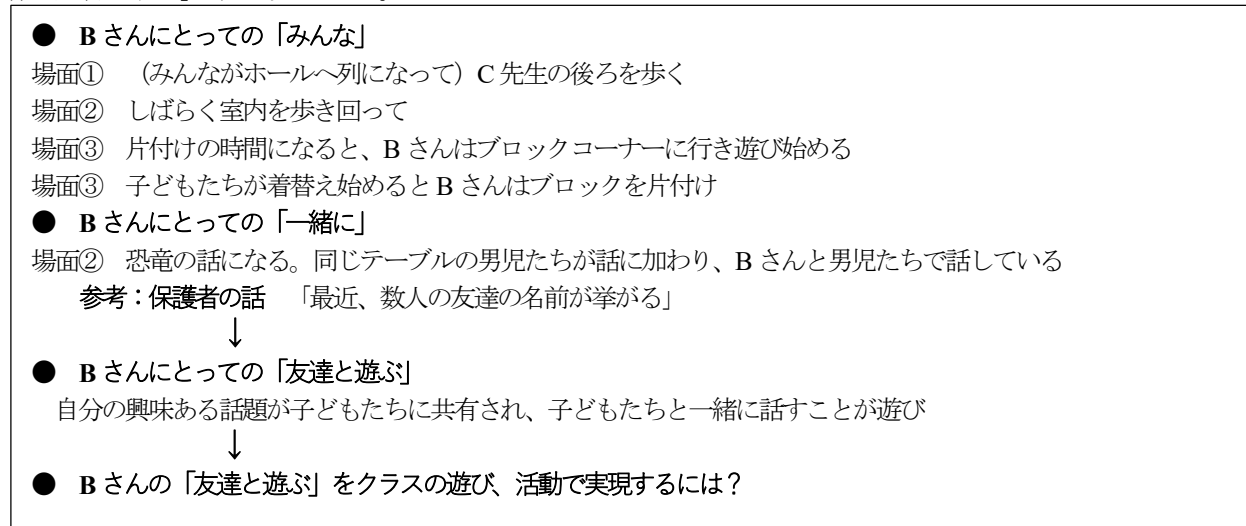 ● Bさんにとっての「みんな」
場面① （みんながホールへ列になって）C先生の後ろを歩く
場面② しばらく室内を歩き回って
場面③ 片付けの時間になると、Bさんはブロックコーナーに行き遊び始める
場面③ 子どもたちが着替え始めるとBさんはブロックを片付け
● Bさんにとっての「一緒に」
場面② 恐竜の話になる。同じテーブルの男児たちが話に加わり、Bさんと男児たちで話している
参考：保護者の話 「最近、数人の友達の名前が挙がる」
↓
● Bさんにとっての「友達と遊ぶ」
自分の興味ある話題が子どもたちに共有され、子どもたちと一緒に話すことが遊び
↓
● Bさんの「友達と遊ぶ」をクラスの遊び、活動で実現するには？